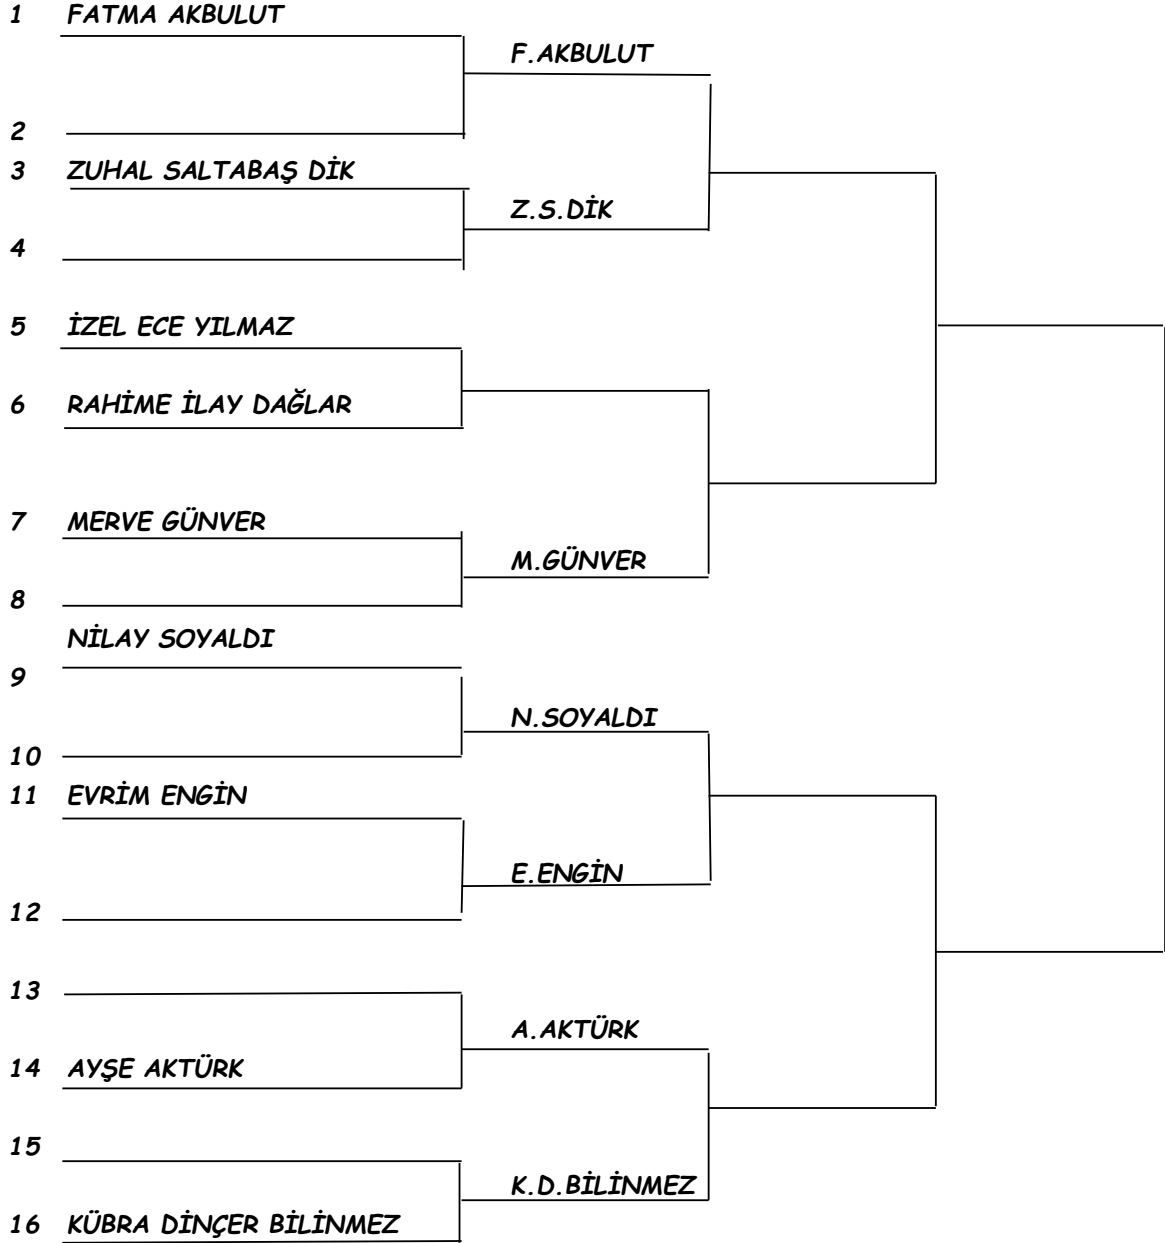 1 FATMA AKBULUT
F.AKBULUT
2
3 ZUHAL SALTABAŞ DİK
Z.S.DİK
4
5 İZEL ECE YILMAZ
6 RAHİME İLAY DAĞLAR
7 MERVE GÜNVER
M.GÜNVER
8
NİLAY SOYALDI
9
N.SOYALDI
10
11 EVRİM ENGİN
E.ENGİN
12
13
A.AKTÜRK
14 AYŞE AKTÜRK
15
K.D.BİLİNMEZ
16 KÜBRA DİNÇER BİLİNMEZ